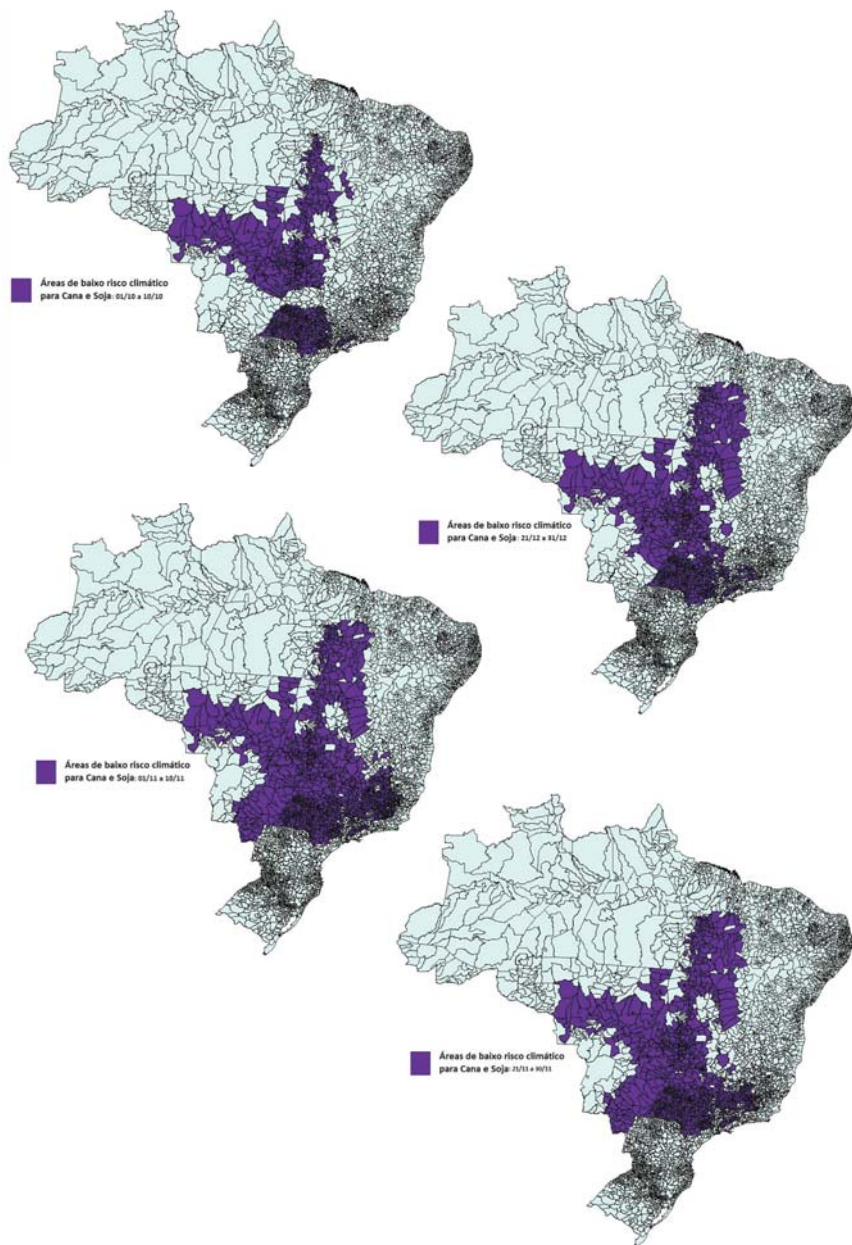 Áreas de baixo risco climático
para Cana e Soja: 01/10 a 10/10
Áreas de baixo risco climático
para Cana e Soja: 21/12 a 31/12
Áreas de baixo risco climático
para Cana e Soja: 01/11 a 10/11
Áreas de baixo risco climático
para Cana e Soja: 21/11 a 30/11